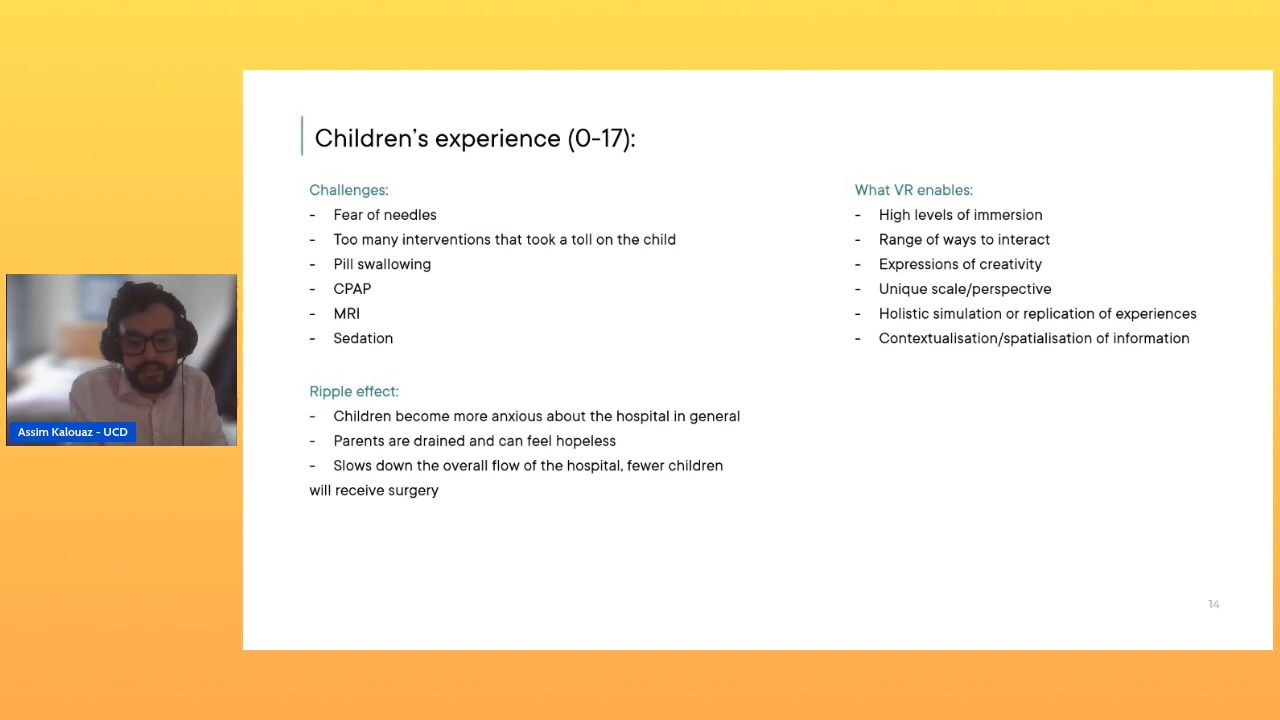 Children's experience (0-17):
Challenges:
- Fear of needles
- Too many interventions that took a toll on the child
- Pill swallowing
- CPAP
- MRI
- Sedation
Ripple effect:
- Children become more anxious about the hospital in general
- Parents are drained and can feel hopeless
- Slows down the overall flow of the hospital, fewer children
will receive surgery
What VR enables:
- High levels of immersion
- Range of ways to interact
- Expressions of creativity
- Unique scale/perspective
- Holistic simulation or replication of experiences
- Contextualisation/spatialisation of information
14
Assim Kalouaz - UCD